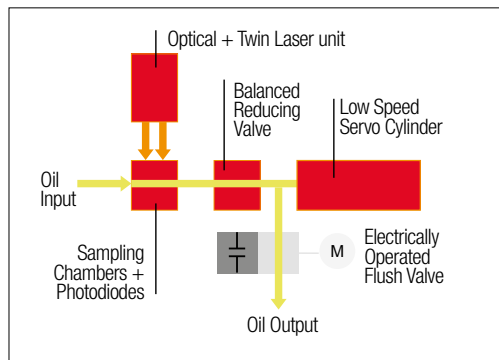 Optical + Twin Laser unit
Balanced
Reducing
Valve
Low Speed
Servo Cylinder
Oil
Input
Sampling
Chambers +
Photodiodes
M
Electrically
Operated
Flush Valve
Oil Output